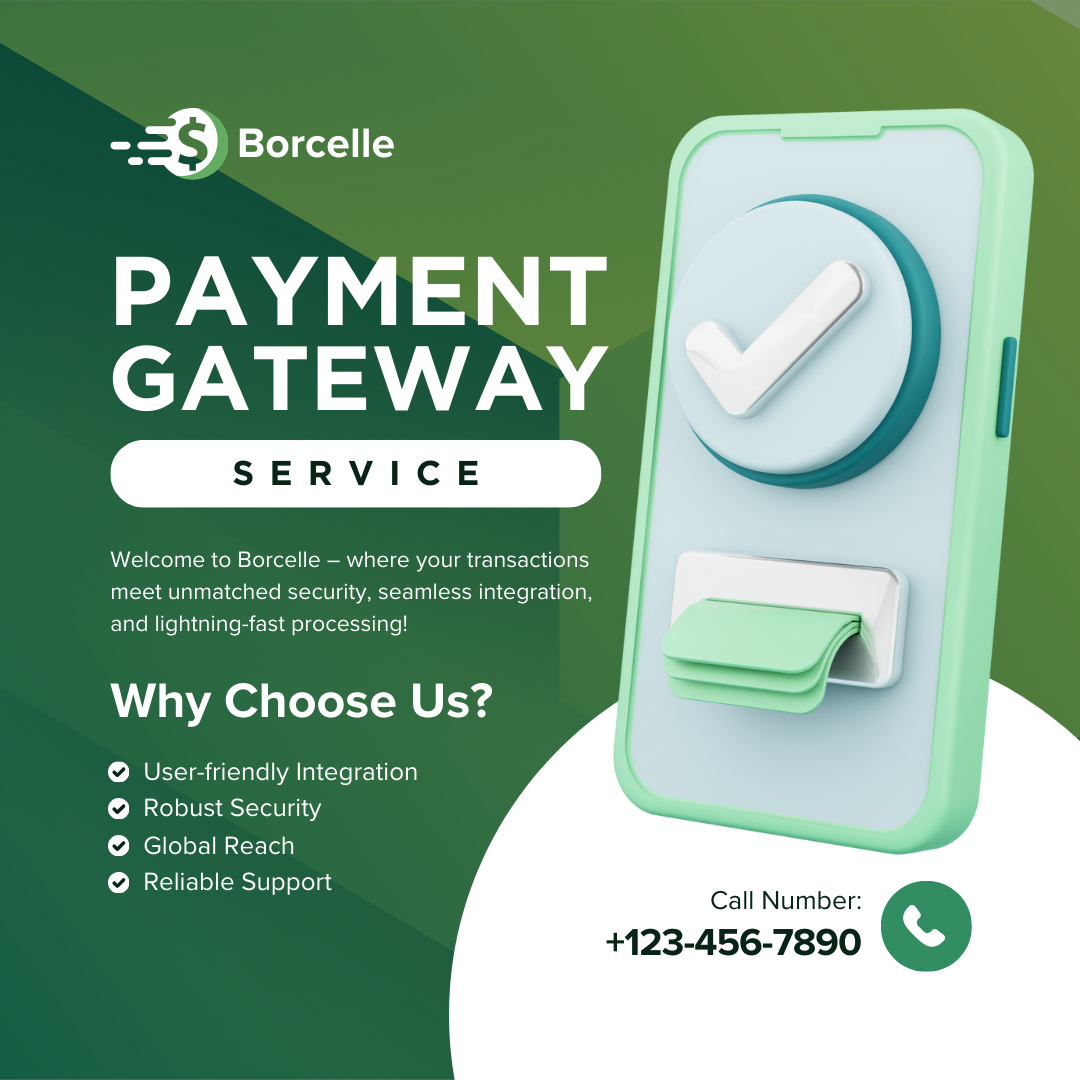 $ Borcelle
PAYMENT
GATEWAY
SERVICE
Welcome to Borcelle – where your transactions
meet unmatched security, seamless integration,
and lightning-fast processing!
Why Choose Us?
User-friendly Integration
Robust Security
Global Reach
Reliable Support
Call Number:
+123-456-7890